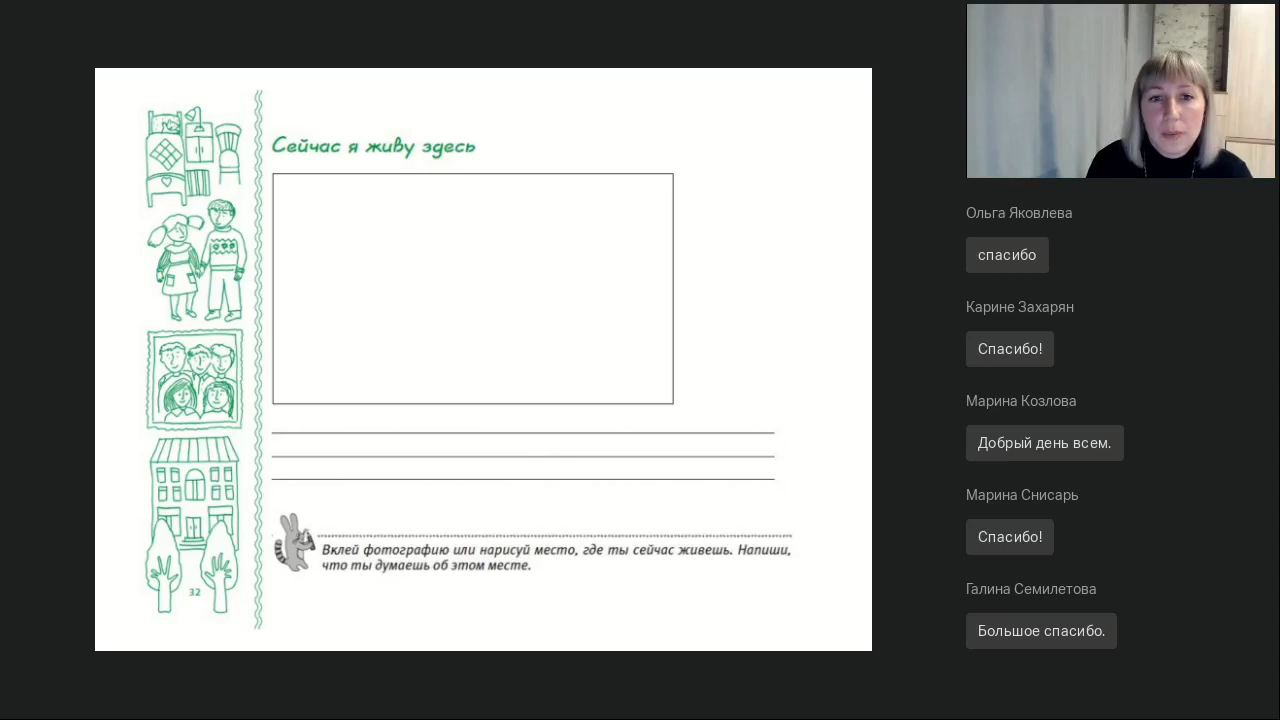 Сейчас я живу здесь
Вклей фотографию или нарисуй место, где ты сейчас живешь. Напиши,
что ты думаешь об этом месте.
32
Ольга Яковлева
спасибо
Карине Захарян
Спасибо!
Марина Козлова
Добрый день всем.
Марина Снисарь
Спасибо!
Галина Семилетова
Большое спасибо.